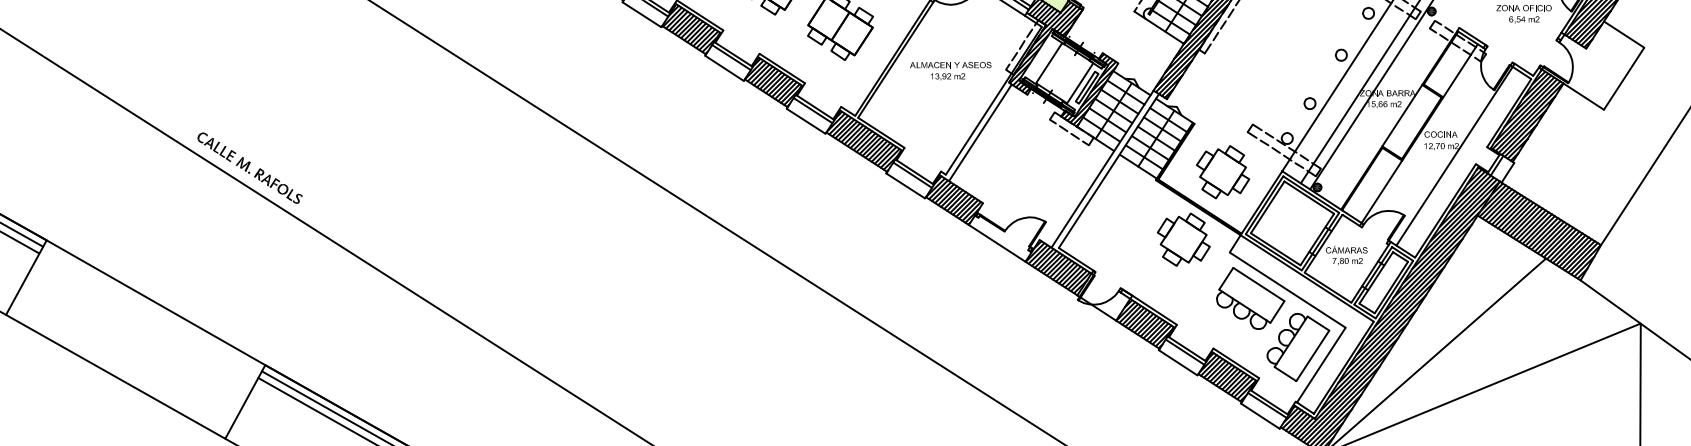 ZONA OFICIO
6,54 m2
ALMACEN Y ASEOS
13,92 m2
ZONA BARRA
15,66 m2
COCINA
12,70 m2
CALLE M. RAFOLS
CÁMARAS
7,80 m2